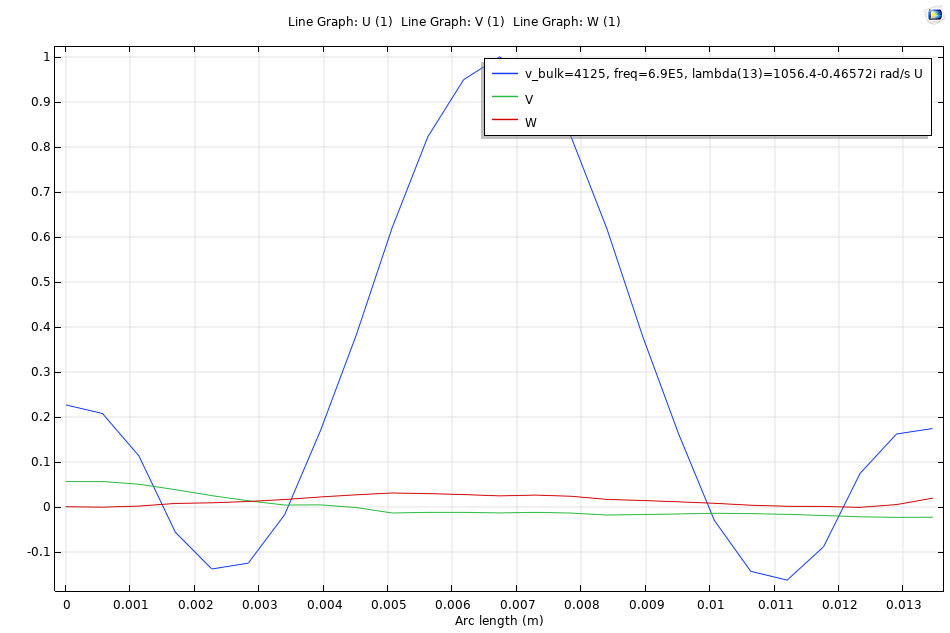 Line Graph: U (1)  Line Graph: V (1)  Line Graph: W (1)
v_bulk=4125, freq=6.9E5, lambda(13)=1056.4-0.46572i rad/s U
V
W
1
0.9
0.8
0.7
0.6
0.5
0.4
0.3
0.2
0.1
0
-0.1
0 0.001 0.002 0.003 0.004 0.005 0.006 0.007 0.008 0.009 0.01 0.011 0.012 0.013
Arc length (m)